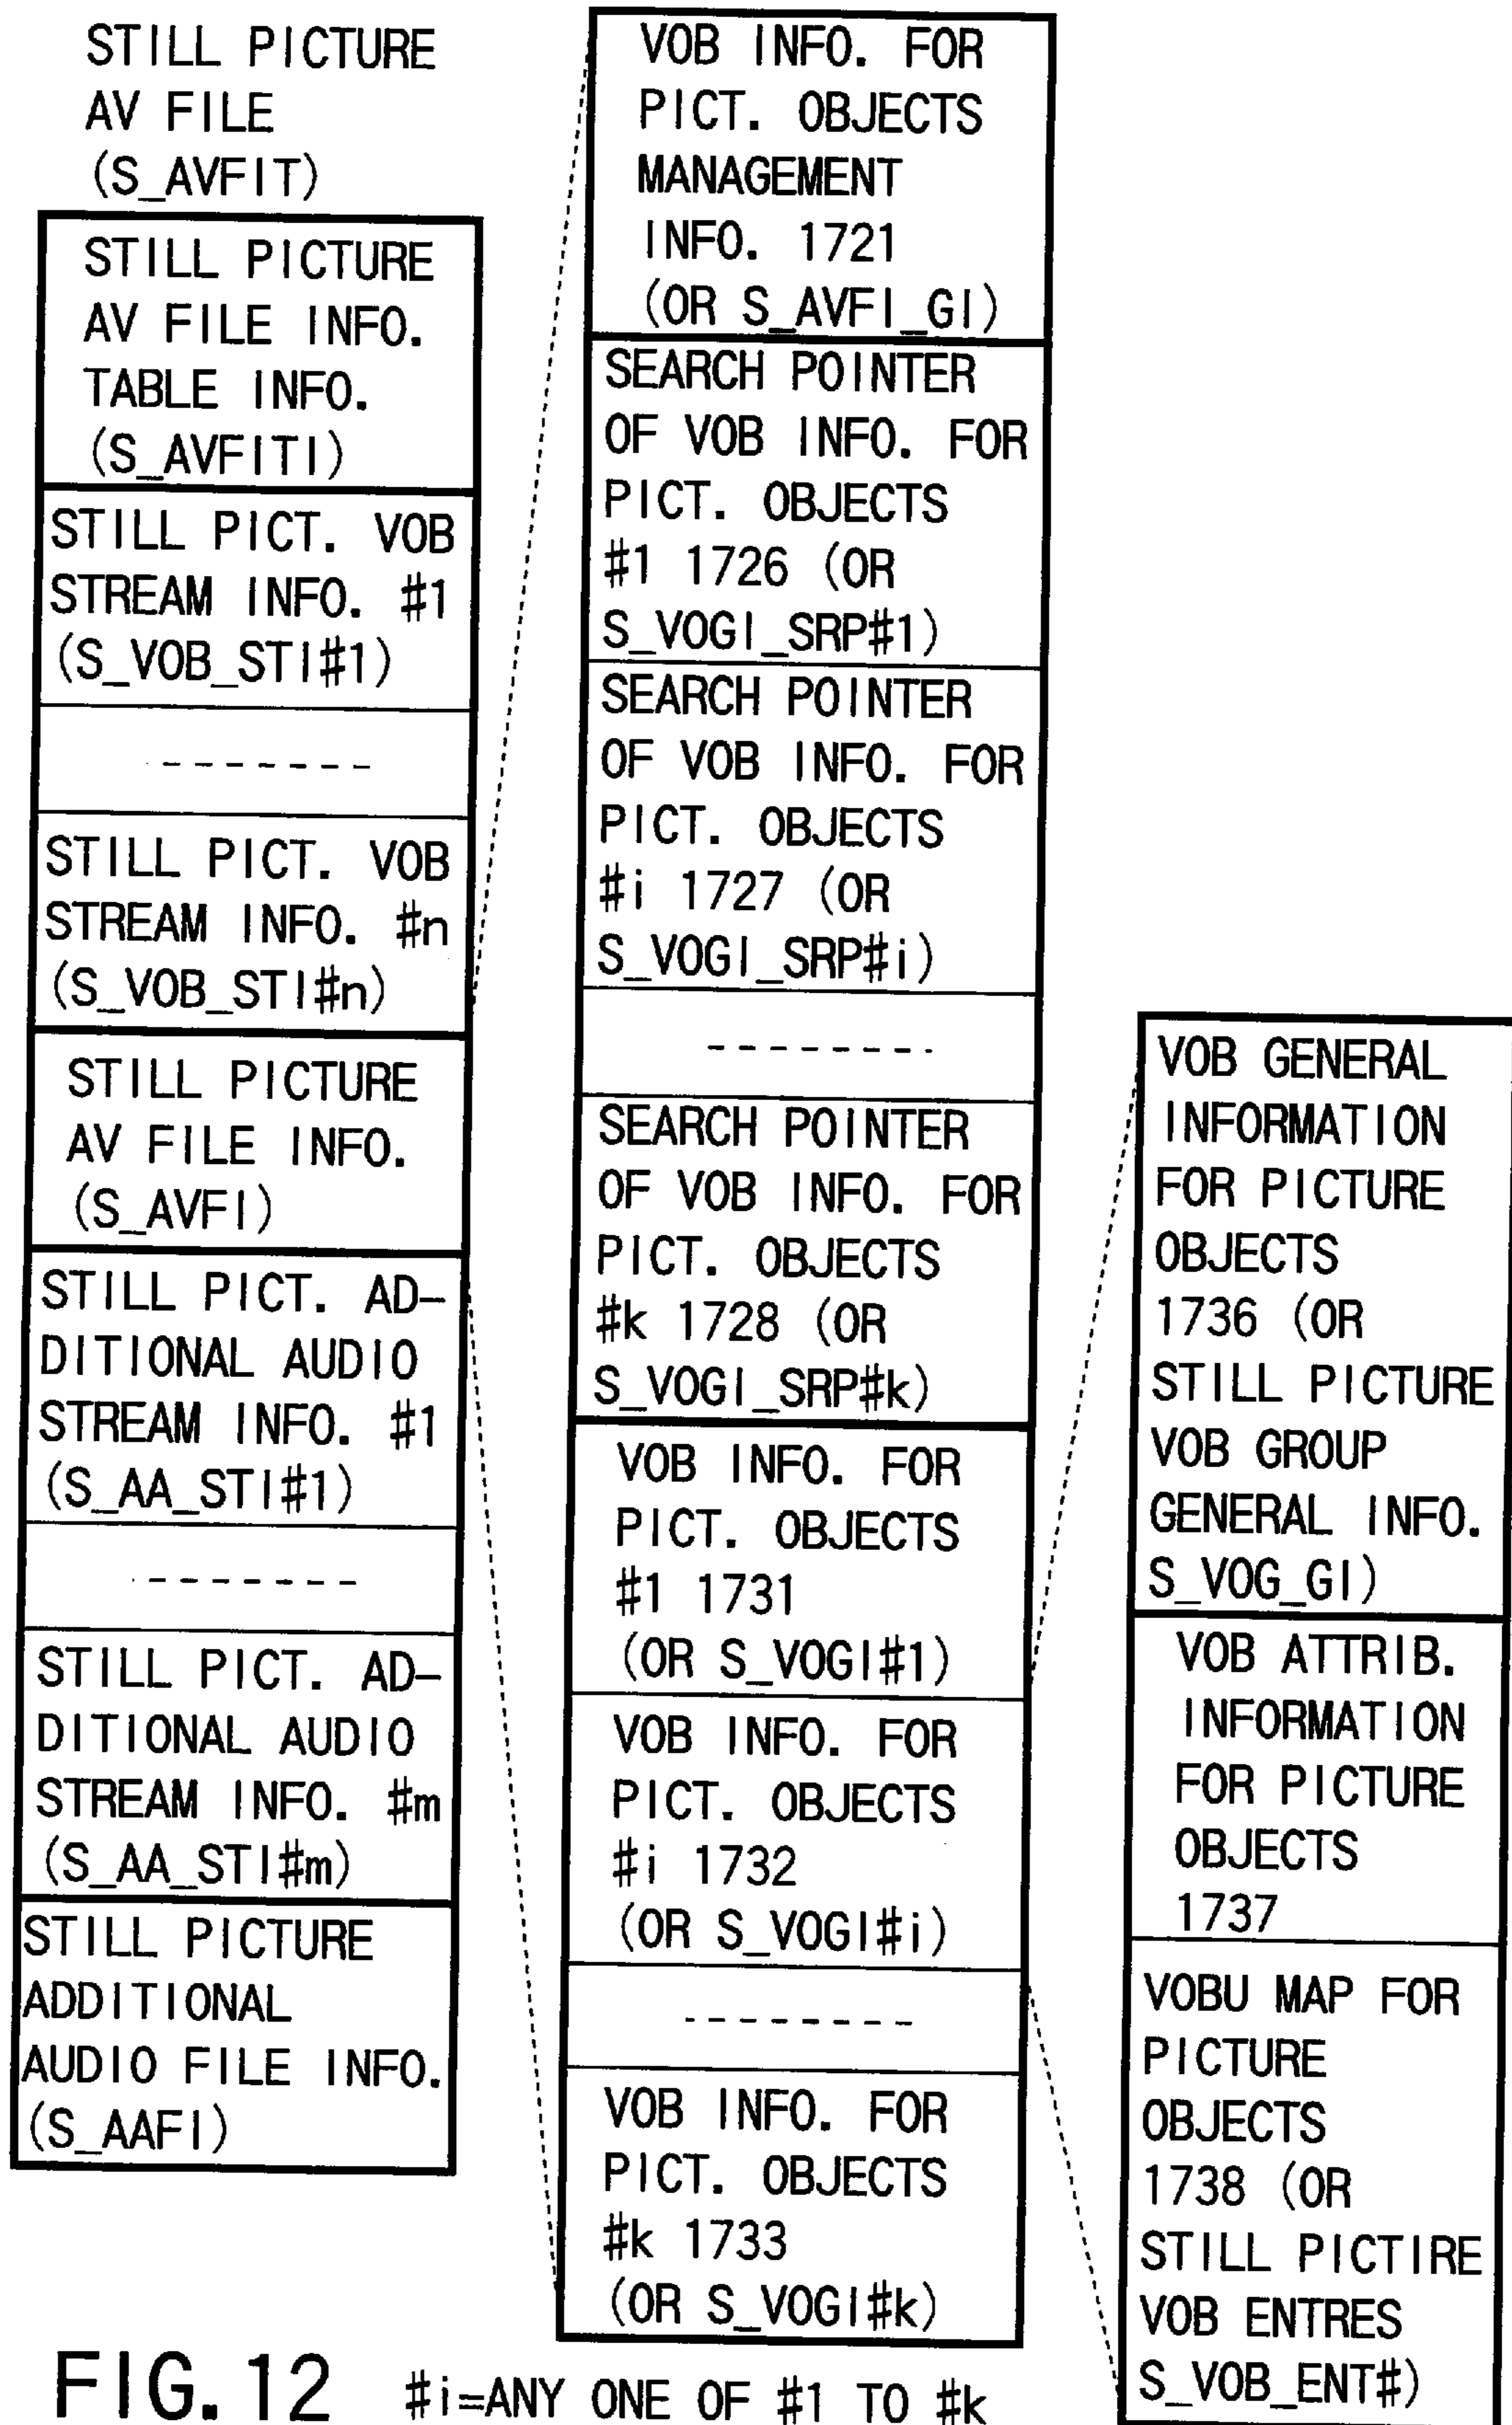 STILL PICTURE
AV FILE
(S_AVFIT)
STILL PICTURE
AV FILE INFO.
TABLE INFO.
(S_AVFITI)
STILL PICT. VOB
STREAM INFO. #1
(S_VOB_STI#1)
--------
STILL PICT. VOB
STREAM INFO. #n
(S_VOB_STI#n)
STILL PICTURE
AV FILE INFO.
(S_AVFI)
STILL PICT. AD-
DITIONAL AUDIO
STREAM INFO. #1
(S_AA_STI#1)
--------
STILL PICT. AD-
DITIONAL AUDIO
STREAM INFO. #m
(S_AA_STI#m)
STILL PICTURE
ADDITIONAL
AUDIO FILE INFO.
(S_AAFI)
VOB INFO. FOR
PICT. OBJECTS
MANAGEMENT
INFO. 1721
(OR S_AVFI_GI)
SEARCH POINTER
OF VOB INFO. FOR
PICT. OBJECTS
#1 1726 (OR
S_VOGI_SRP#1)
SEARCH POINTER
OF VOB INFO. FOR
PICT. OBJECTS
#i 1727 (OR
S_VOGI_SRP#i)
--------
SEARCH POINTER
OF VOB INFO. FOR
PICT. OBJECTS
#k 1728 (OR
S_VOGI_SRP#k)
VOB INFO. FOR
PICT. OBJECTS
#1 1731
(OR S_VOGI#1)
VOB INFO. FOR
PICT. OBJECTS
#i 1732
(OR S_VOGI#i)
--------
VOB INFO. FOR
PICT. OBJECTS
#k 1733
(OR S_VOGI#k)
VOB GENERAL
INFORMATION
FOR PICTURE
OBJECTS
1736 (OR
STILL PICTURE
VOB GROUP
GENERAL INFO.
S_VOG_GI)
VOB ATTRIB.
INFORMATION
FOR PICTURE
OBJECTS
1737
VOBU MAP FOR
PICTURE
OBJECTS
1738 (OR
STILL PICTIRE
VOB ENTRES
S_VOB_ENT#)
FIG. 12 #i=ANY ONE OF #1 TO #k